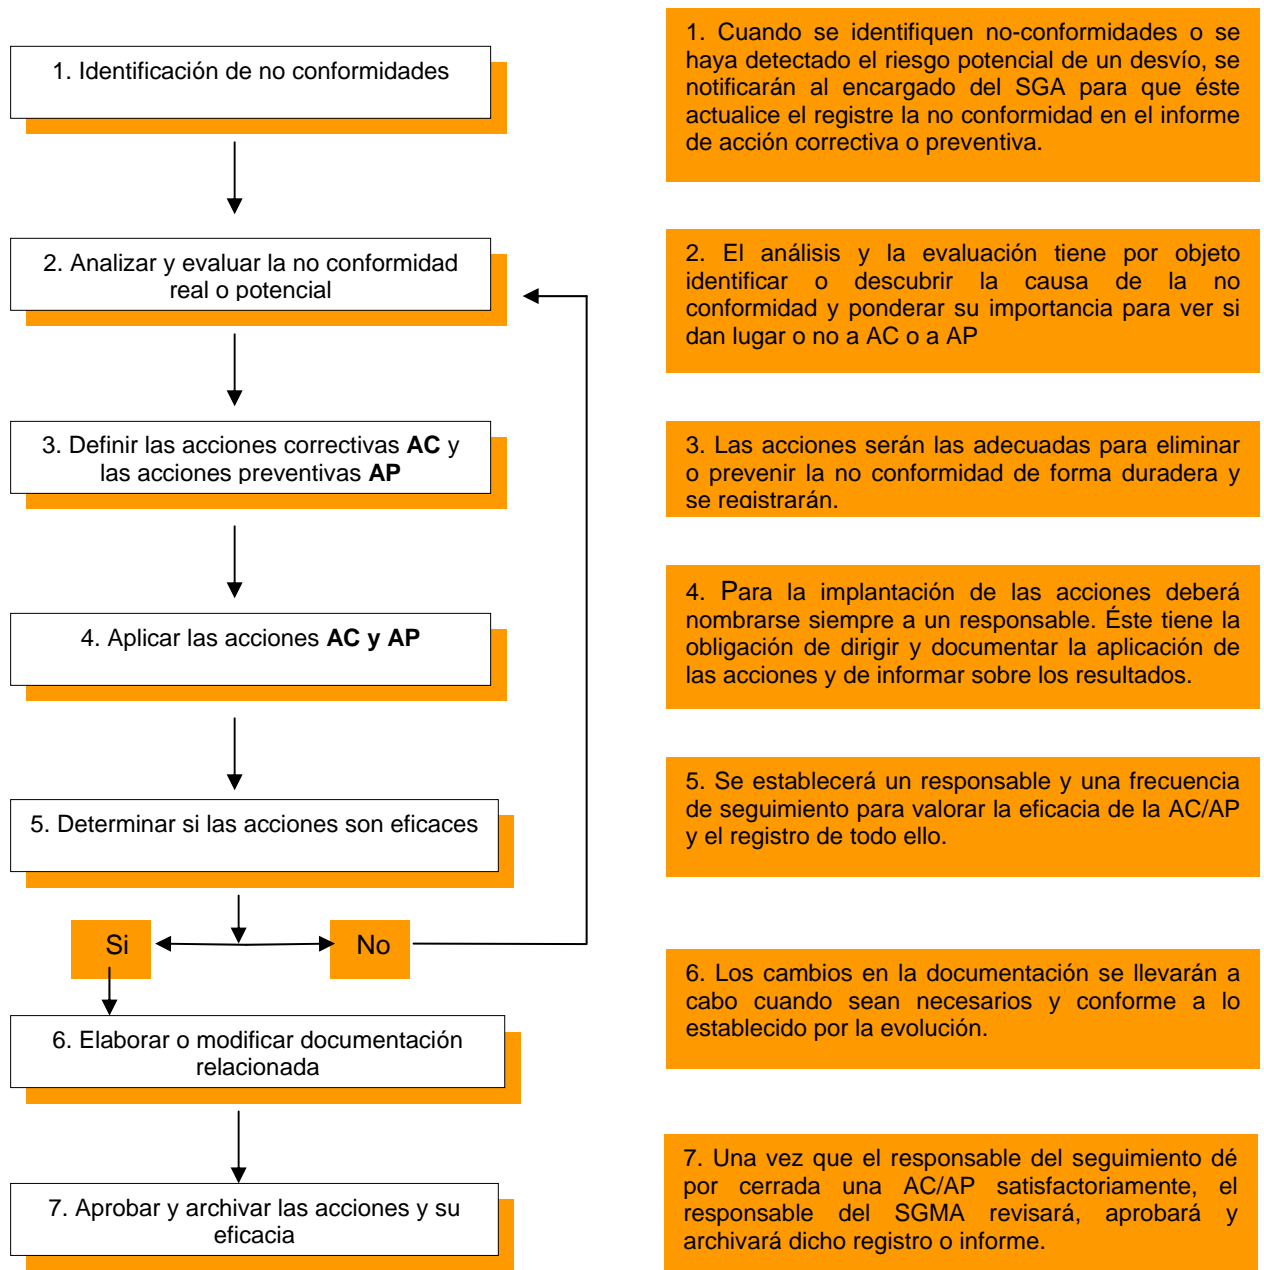 1. Identificación de no conformidades
1. Cuando se identifiquen no-conformidades o se
haya detectado el riesgo potencial de un desvío, se
notificarán al encargado del SGA para que éste
actualice el registre la no conformidad en el informe
de acción correctiva o preventiva.
2. Analizar y evaluar la no conformidad
real o potencial
2. El análisis y la evaluación tiene por objeto
identificar o descubrir la causa de la no
conformidad y ponderar su importancia para ver si
dan lugar o no a AC o a AP
3. Definir las acciones correctivas AC y
las acciones preventivas AP
3. Las acciones serán las adecuadas para eliminar
o prevenir la no conformidad de forma duradera y
se registrarán.
4. Aplicar las acciones AC y AP
4. Para la implantación de las acciones deberá
nombrarse siempre a un responsable. Éste tiene la
obligación de dirigir y documentar la aplicación de
las acciones y de informar sobre los resultados.
5. Determinar si las acciones son eficaces
5. Se establecerá un responsable y una frecuencia
de seguimiento para valorar la eficacia de la AC/AP
y el registro de todo ello.
Si
No
6. Elaborar o modificar documentación
relacionada
6. Los cambios en la documentación se llevarán a
cabo cuando sean necesarios y conforme a lo
establecido por la evolución.
7. Aprobar y archivar las acciones y su
eficacia
7. Una vez que el responsable del seguimiento dé
por cerrada una AC/AP satisfactoriamente, el
responsable del SGMA revisará, aprobará y
archivará dicho registro o informe.